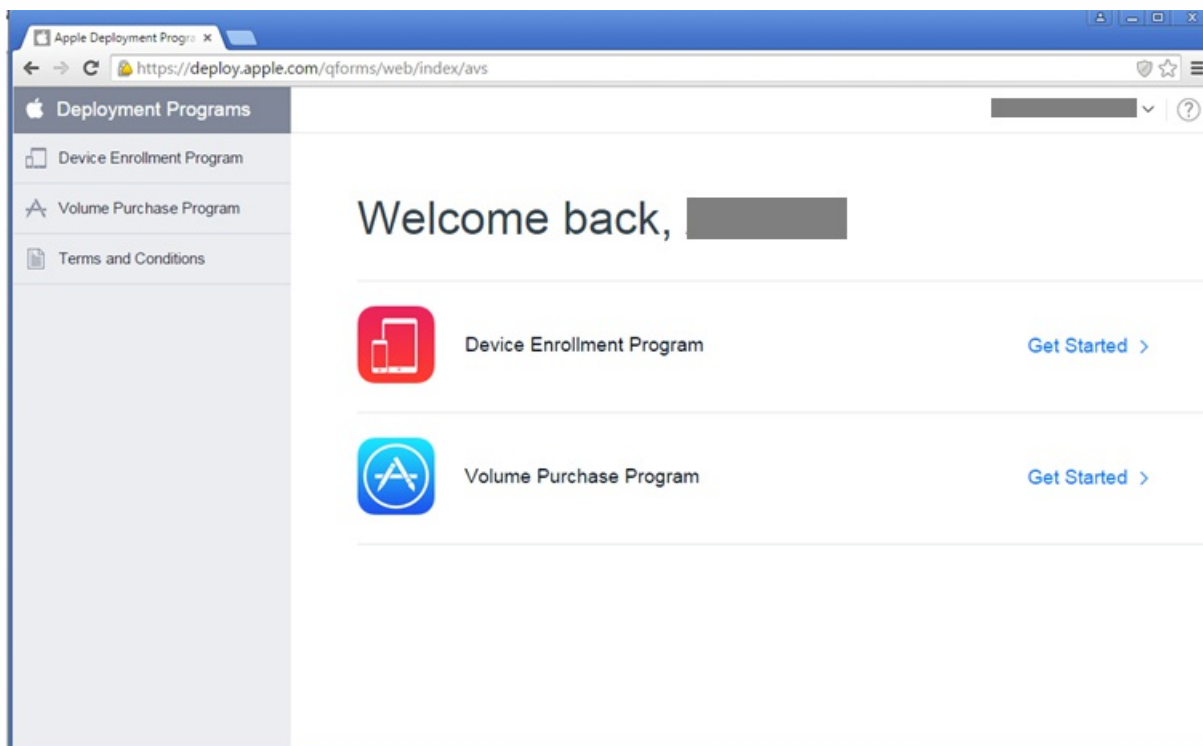 Apple Deployment Progr
https://deploy.apple.com/qforms/web/index/avs
Deployment Programs
Device Enrollment Program
Volume Purchase Program
Terms and Conditions
Welcome back,
Device Enrollment Program
Get Started >
Volume Purchase Program
Get Started >